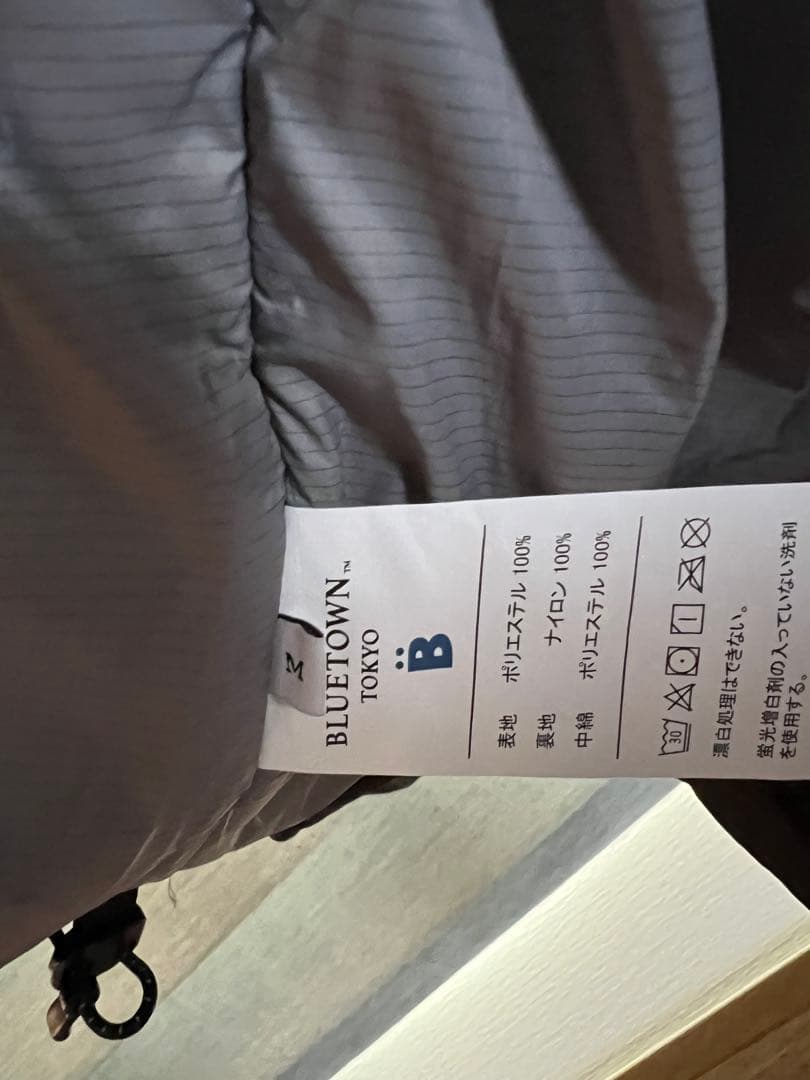 M
BLUETOWN™
TOKYO
B
表地 ポリエステル 100%
裏地 ナイロン 100%
中綿 ポリエステル 100%
30
漂白処理はできない。
蛍光増白剤の入っていない洗剤
を使用する。